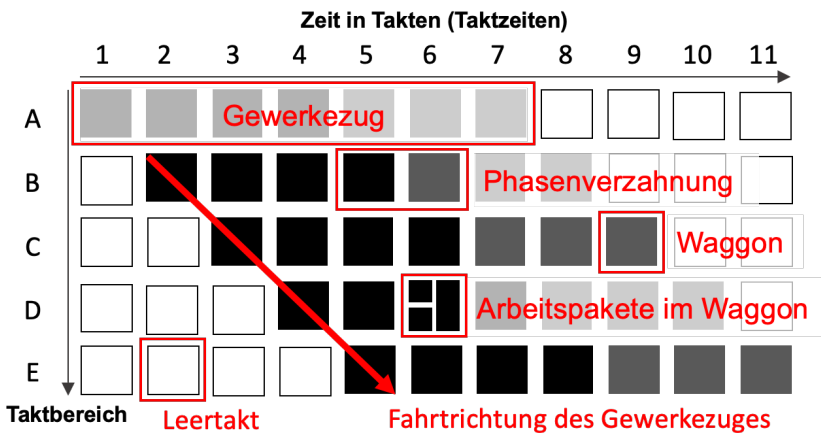 Zeit in Takten (Taktzeiten)
1 2 3 4 5 6 7 8 9 10 11
A
Gewerkezug
B
Phasenverzahnung
C
Waggon
D
Arbeitspakete im Waggon
E
Taktbereich
Leertakt
Fahrtrichtung des Gewerkezuges